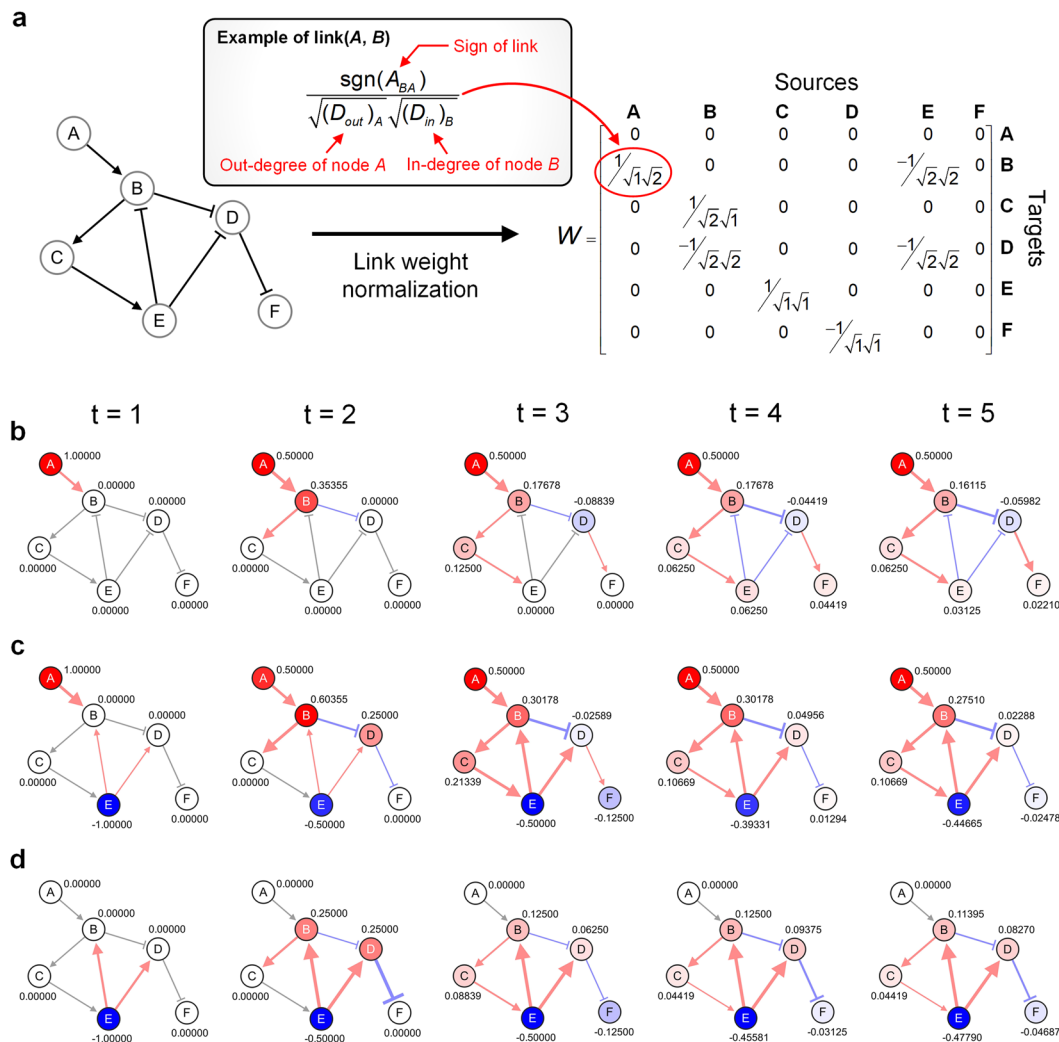 a
Example of link(A, B)
Sign of link
sgn(A_BA)
√(D_out)_A √(D_in)_B
Out-degree of node A
In-degree of node B
A
B
C
D
E
F
Link weight
normalization
Sources
A B C D E F
W =
0 0 0 0 0 0 A
1/√1√2 0 0 0 -1/√2√2 0 B
0 1/√2√1 0 0 0 0 C
0 -1/√2√2 0 0 -1/√2√2 0 D
0 0 1/√1√1 0 0 0 E
0 0 0 -1/√1√1 0 0 F
Targets
t = 1 t = 2 t = 3 t = 4 t = 5
b
A 1.00000
B 0.00000
D 0.00000
C 0.00000
E 0.00000
F 0.00000
A 0.50000
B 0.35355
D 0.00000
C 0.00000
E 0.00000
F 0.00000
A 0.50000
B 0.17678
D -0.08839
C 0.12500
E 0.00000
F 0.00000
A 0.50000
B 0.17678
D -0.04419
C 0.06250
E 0.06250
F 0.04419
A 0.50000
B 0.16115
D -0.05982
C 0.06250
E 0.03125
F 0.02210
c
A 1.00000
B 0.00000
D 0.00000
C 0.00000
E -1.00000
F 0.00000
A 0.50000
B 0.60355
D 0.25000
C 0.00000
E -0.50000
F 0.00000
A 0.50000
B 0.30178
D -0.02589
C 0.21339
E -0.50000
F -0.12500
A 0.50000
B 0.30178
D 0.04956
C 0.10669
E -0.39331
F 0.01294
A 0.50000
B 0.27510
D 0.02288
C 0.10669
E -0.44665
F -0.02478
d
A 0.00000
B 0.00000
D 0.00000
C 0.00000
E -1.00000
F 0.00000
A 0.00000
B 0.25000
D 0.25000
C 0.00000
E -0.50000
F 0.00000
A 0.00000
B 0.12500
D 0.06250
C 0.08839
E -0.50000
F -0.12500
A 0.00000
B 0.12500
D 0.09375
C 0.04419
E -0.45581
F -0.03125
A 0.00000
B 0.11395
D 0.08270
C 0.04419
E -0.47790
F -0.04687